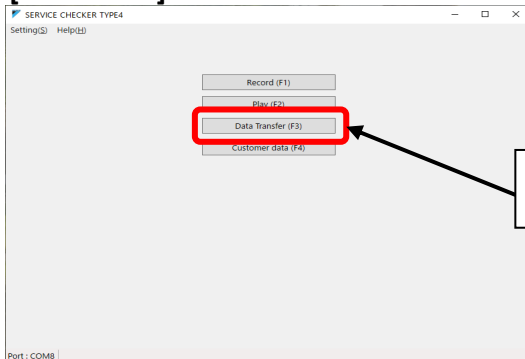 SERVICE CHECKER TYPE4
Setting(S) Help(H)
Record (F1)
Play (F2)
Data Transfer (F3)
Customer data (F4)
Port : COM8